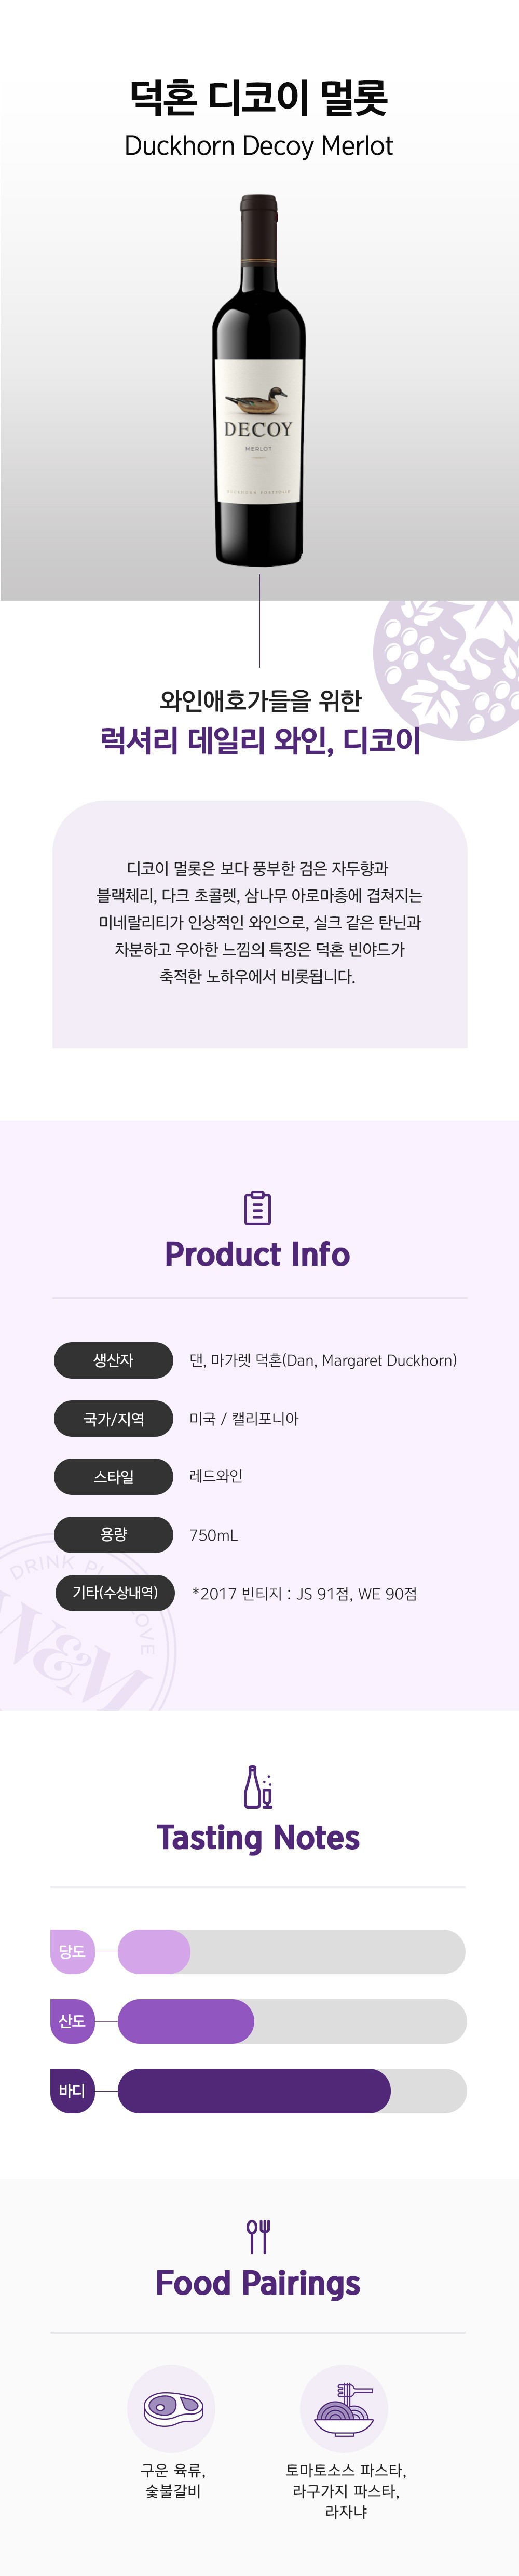 덕혼 디코이 멀롯
Duckhorn Decoy Merlot
DECOY
MERLOT
와인애호가들을 위한
럭셔리 데일리 와인, 디코이
디코이 멀롯은 보다 풍부한 검은 자두향과
블랙체리, 다크 초콜렛, 삼나무 아로마층에 겹쳐지는
미네랄리티가 인상적인 와인으로, 실크 같은 탄닌과
차분하고 우아한 느낌의 특징은 덕혼 빈야드가
축적한 노하우에서 비롯됩니다.
Product Info
생산자 댄, 마가렛 덕혼(Dan, Margaret Duckhorn)
국가/지역 미국 / 캘리포니아
스타일 레드와인
용량 750mL
기타(수상내역) *2017 빈티지 : JS 91점, WE 90점
DRINK
OVE
W&M
Tasting Notes
당도
산도
바디
Food Pairings
구운 육류,
숯불갈비
토마토소스 파스타,
라구가지 파스타,
라자냐